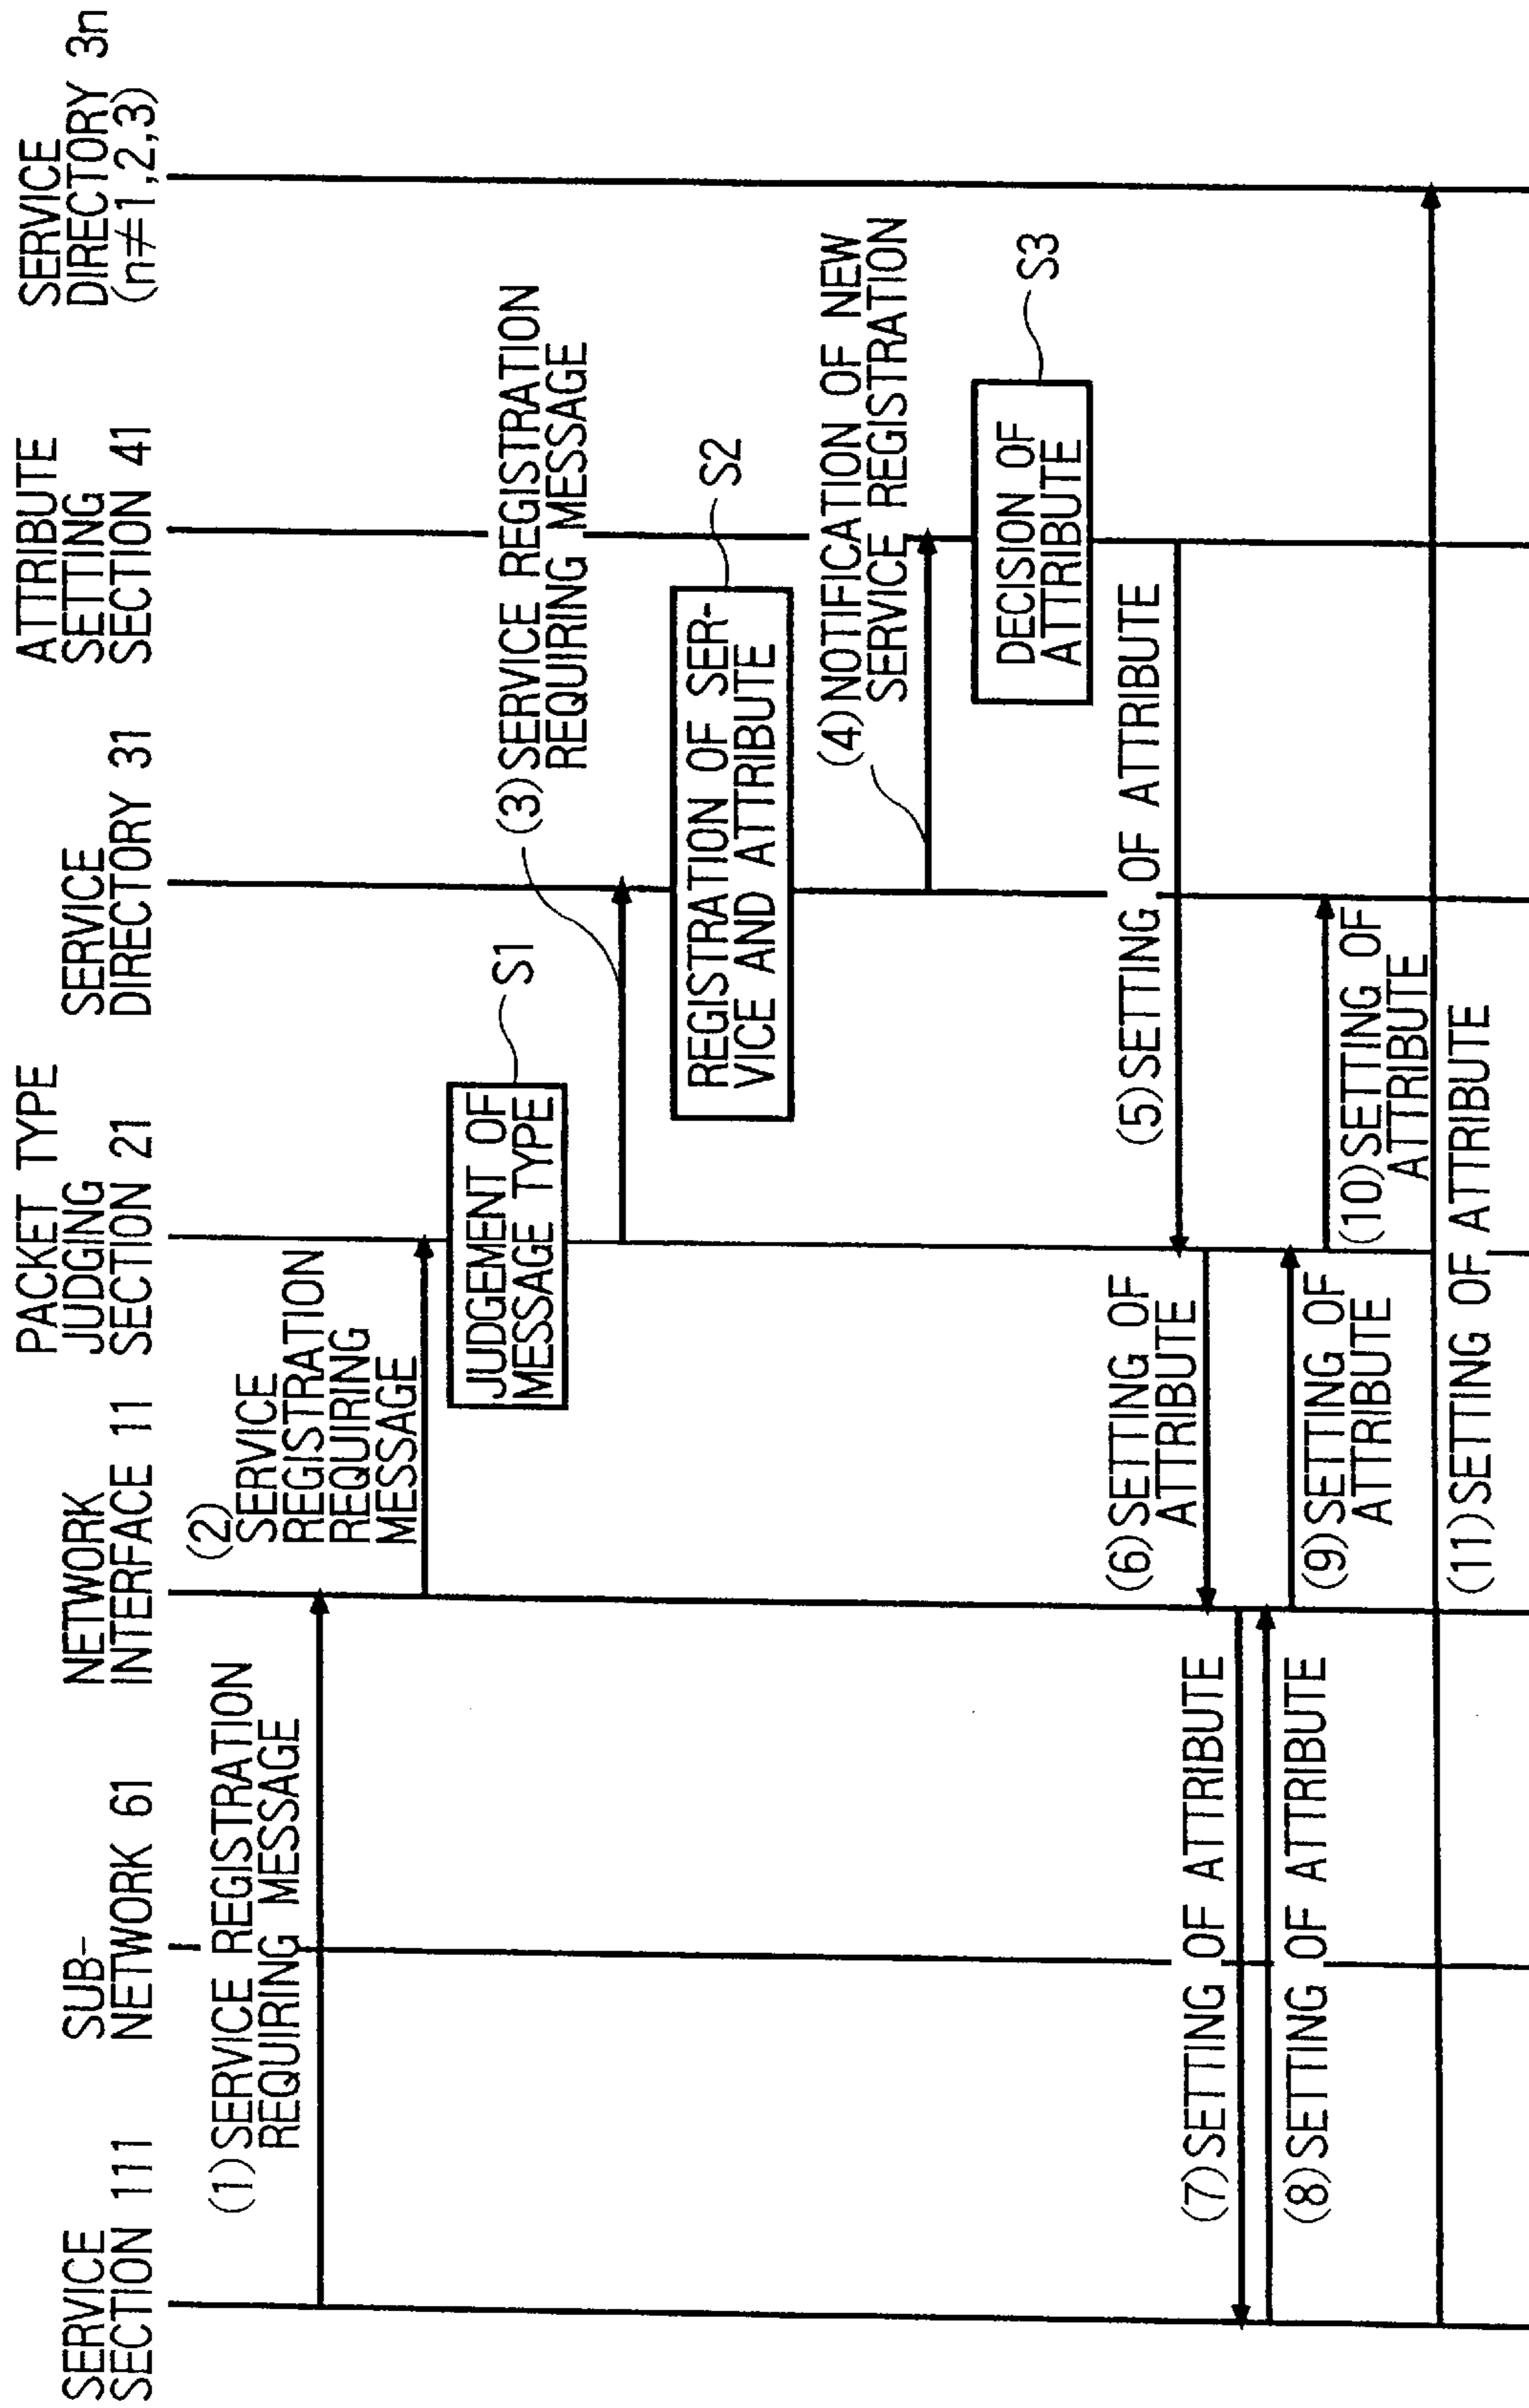 SERVICE
SECTION 111
SUB-
NETWORK 61
NETWORK
INTERFACE 11
PACKET TYPE
JUDGING
SECTION 21
SERVICE
DIRECTORY 31
ATTRIBUTE
SETTING
SECTION 41
SERVICE
DIRECTORY 3n
(n≠1,2,3)
(1)SERVICE REGISTRATION
REQUIRING MESSAGE
(2)
SERVICE
REGISTRATION
REQUIRING
MESSAGE
JUDGEMENT OF
MESSAGE TYPE
S1
(3)SERVICE REGISTRATION
REQUIRING MESSAGE
REGISTRATION OF SER-
VICE AND ATTRIBUTE
S2
(4)NOTIFICATION OF NEW
SERVICE REGISTRATION
DECISION OF
ATTRIBUTE
S3
(5)SETTING OF ATTRIBUTE
(6)SETTING OF
ATTRIBUTE
(7)SETTING OF ATTRIBUTE
(8)SETTING OF ATTRIBUTE
(9)SETTING OF
ATTRIBUTE
(10)SETTING OF
ATTRIBUTE
(11)SETTING OF ATTRIBUTE